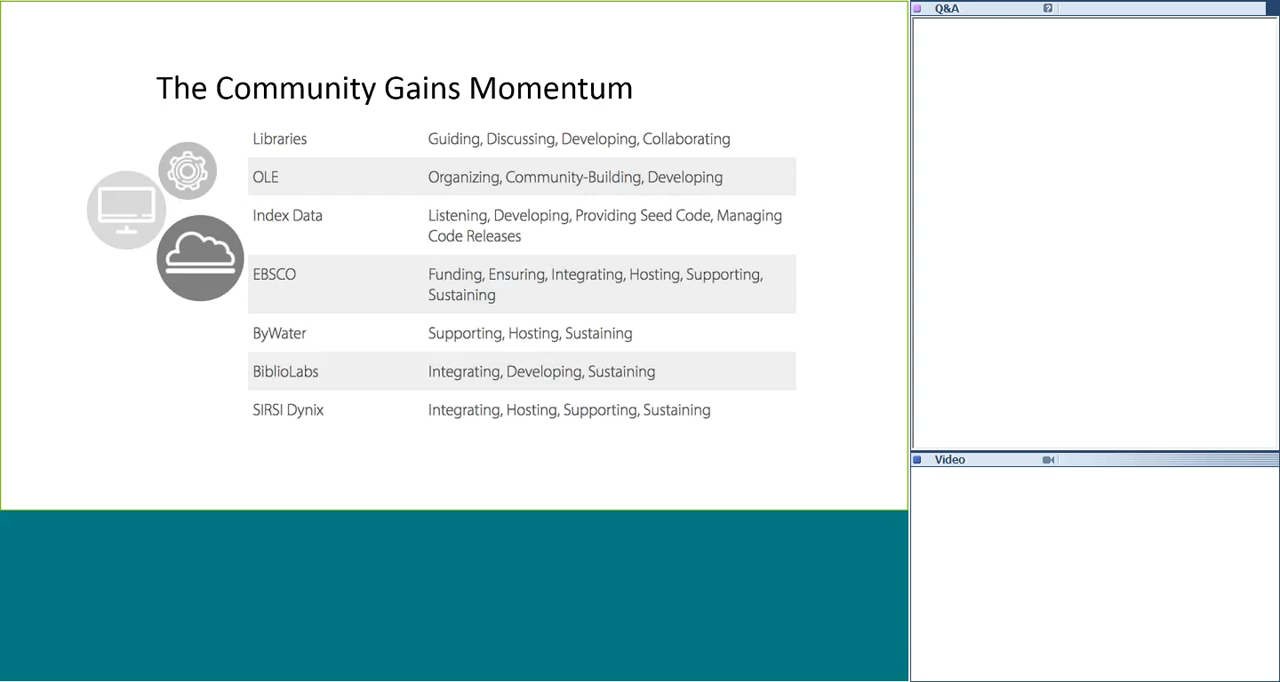 The Community Gains Momentum
Libraries Guiding, Discussing, Developing, Collaborating
OLE Organizing, Community-Building, Developing
Index Data Listening, Developing, Providing Seed Code, Managing
Code Releases
EBSCO Funding, Ensuring, Integrating, Hosting, Supporting,
Sustaining
ByWater Supporting, Hosting, Sustaining
BiblioLabs Integrating, Developing, Sustaining
SIRSI Dynix Integrating, Hosting, Supporting, Sustaining
Q&A ?
Video